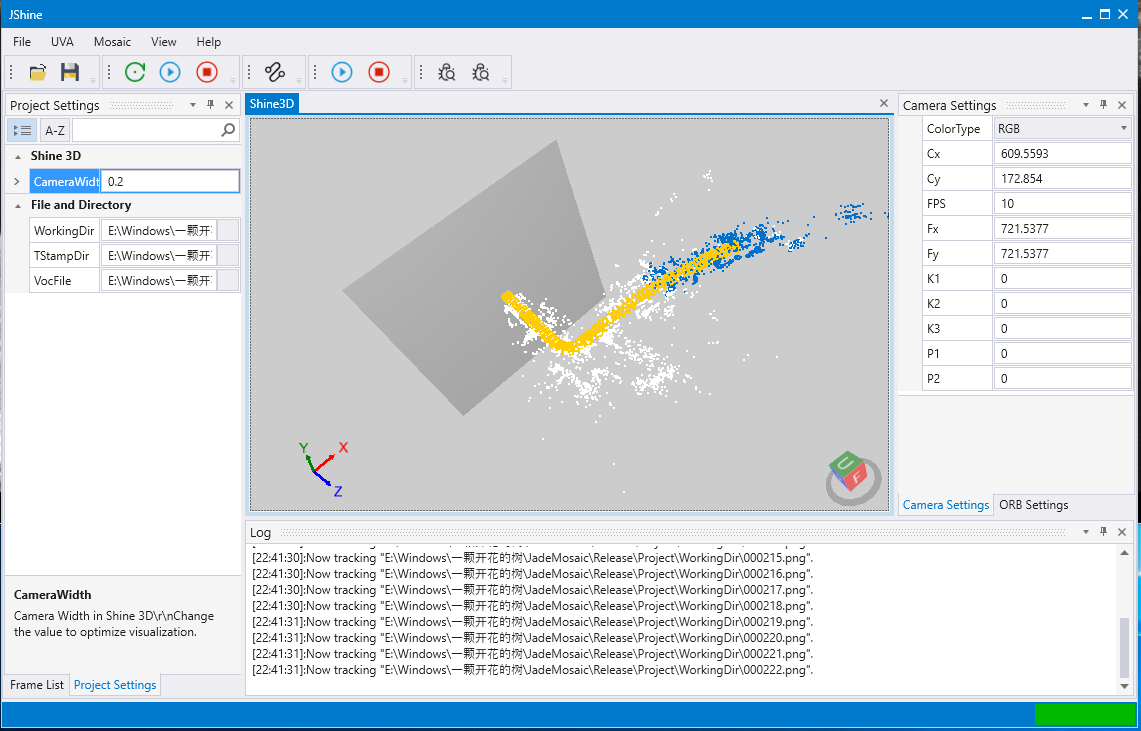 JShine
File UVA Mosaic View Help
Project Settings
A-Z
Shine 3D
CameraWidt 0.2
File and Directory
WorkingDir E:\Windows\一颗开
TStampDir E:\Windows\一颗开
VocFile E:\Windows\一颗开
CameraWidth
Camera Width in Shine 3D\r\nChange
the value to optimize visualization.
Frame List Project Settings
Shine3D
Y
X
Z
U
F
Camera Settings
ColorType RGB
Cx 609.5593
Cy 172.854
FPS 10
Fx 721.5377
Fy 721.5377
K1 0
K2 0
K3 0
P1 0
P2 0
Camera Settings ORB Settings
Log
[22:41:30]:Now tracking "E:\Windows\一颗开花的树\JadeMosaic\Release\Project\WorkingDir\000215.png".
[22:41:30]:Now tracking "E:\Windows\一颗开花的树\JadeMosaic\Release\Project\WorkingDir\000216.png".
[22:41:30]:Now tracking "E:\Windows\一颗开花的树\JadeMosaic\Release\Project\WorkingDir\000217.png".
[22:41:30]:Now tracking "E:\Windows\一颗开花的树\JadeMosaic\Release\Project\WorkingDir\000218.png".
[22:41:31]:Now tracking "E:\Windows\一颗开花的树\JadeMosaic\Release\Project\WorkingDir\000219.png".
[22:41:31]:Now tracking "E:\Windows\一颗开花的树\JadeMosaic\Release\Project\WorkingDir\000220.png".
[22:41:31]:Now tracking "E:\Windows\一颗开花的树\JadeMosaic\Release\Project\WorkingDir\000221.png".
[22:41:31]:Now tracking "E:\Windows\一颗开花的树\JadeMosaic\Release\Project\WorkingDir\000222.png".